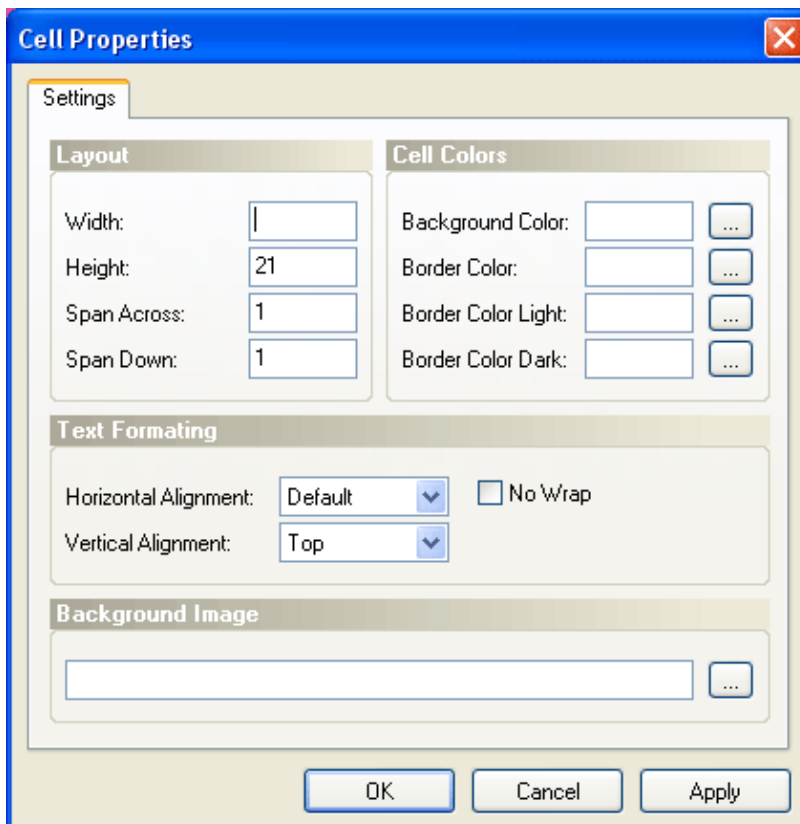 Cell Properties
Settings
Layout
Width:
Height: 21
Span Across: 1
Span Down: 1
Cell Colors
Background Color: ...
Border Color: ...
Border Color Light: ...
Border Color Dark: ...
Text Formating
Horizontal Alignment: Default No Wrap
Vertical Alignment: Top
Background Image
...
OK Cancel Apply